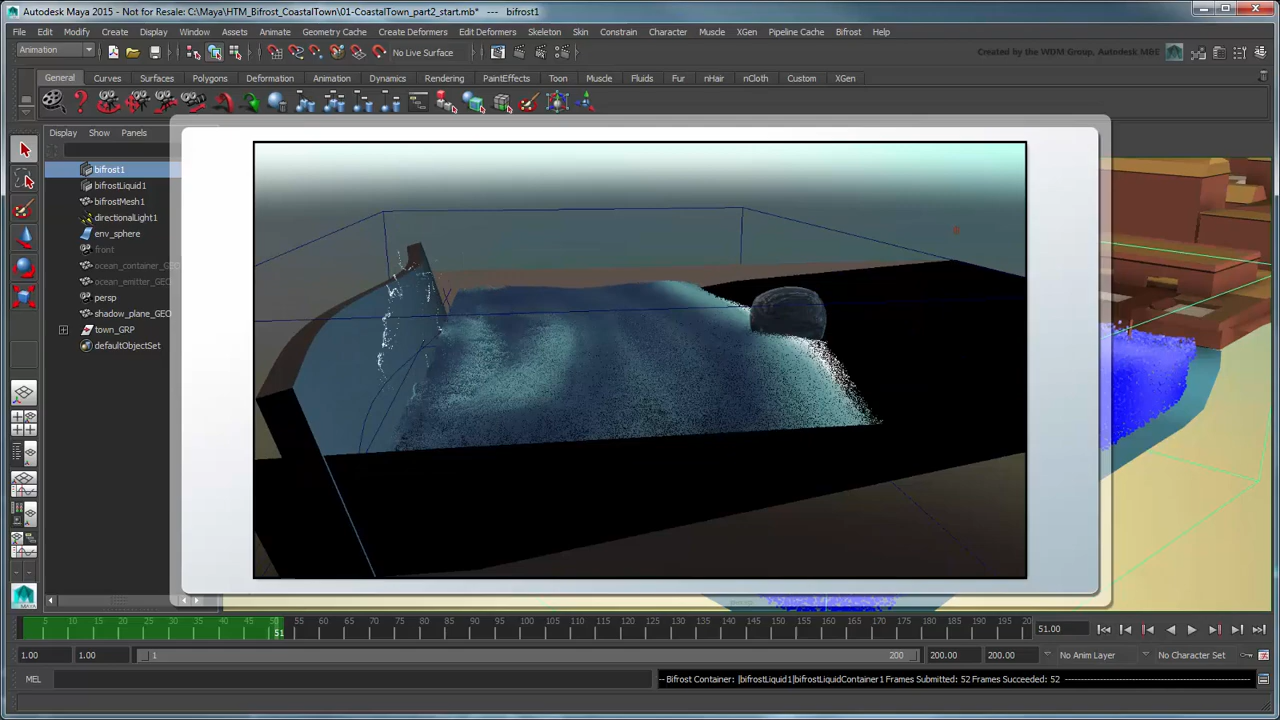 Autodesk Maya 2015 - Not for Resale: C:\Maya\HTM_Bifrost_CoastalTown\01-CoastalTown_part2_start.mb* --- bifrost1
File Edit Modify Create Display Window Assets Animate Geometry Cache Create Deformers Edit Deformers Skeleton Skin Constrain Character Muscle XGen Pipeline Cache Bifrost Help
Animation No Live Surface Created by the WDM Group, Autodesk MBE
General Curves Surfaces Polygons Deformation Animation Dynamics Rendering PaintEffects Toon Muscle Fluids Fur nHair nCloth Custom XGen
Display Show Panels
bifrost1
bifrostLiquid1
bifrostMesh1
directionalLight1
env_sphere
front
ocean_container_GEO
ocean_emitter_GEO
persp
shadow_plane_GEO
town_GRP
defaultObjectSet
MAYA
5 10 15 20 25 30 35 40 45 50 51 55 60 65 70 75 80 85 90 95 100 105 110 115 120 125 130 135 140 145 150 155 160 165 170 175 180 185 190 195 200
51.00
1.00 1.00 1 200 200.00 200.00 No Anim Layer No Character Set
MEL -- Bifrost Container: |bifrostLiquid1|bifrostLiquidContainer1 Frames Submitted: 52 Frames Succeeded: 52